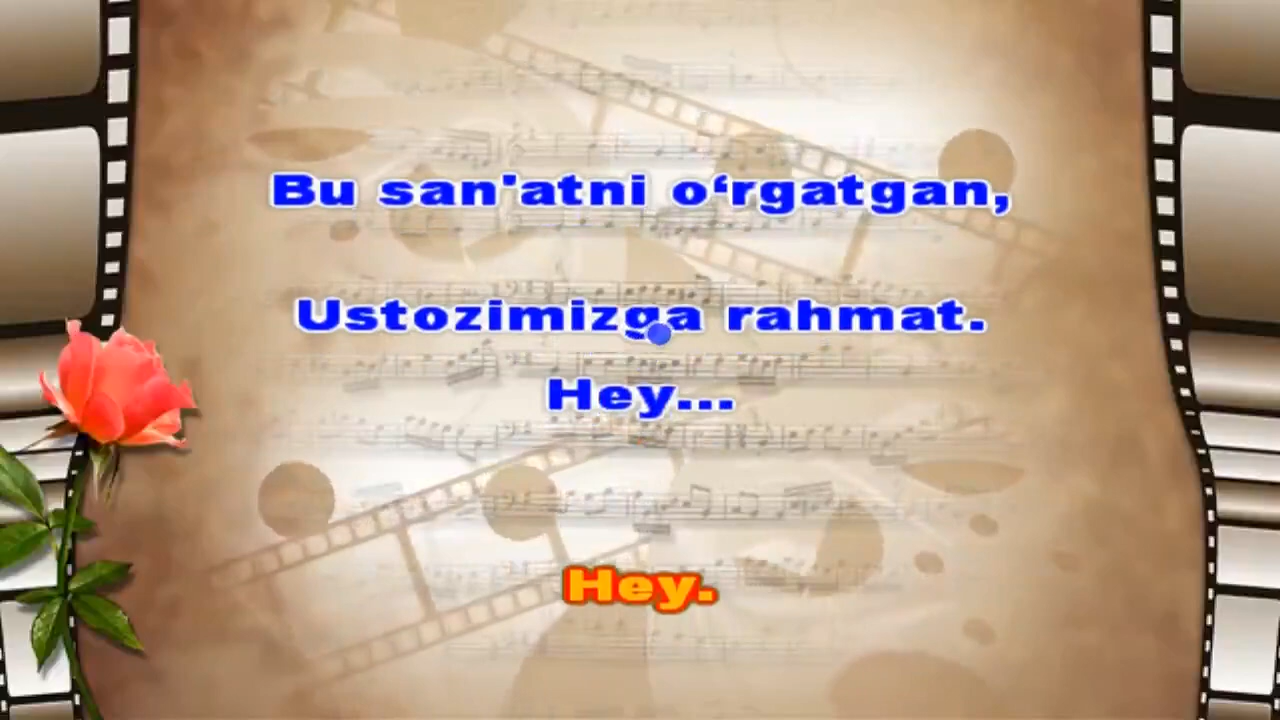 Bu san'atni o‘rgatgan,
Ustozimizga rahmat.
Hey...
Hey.